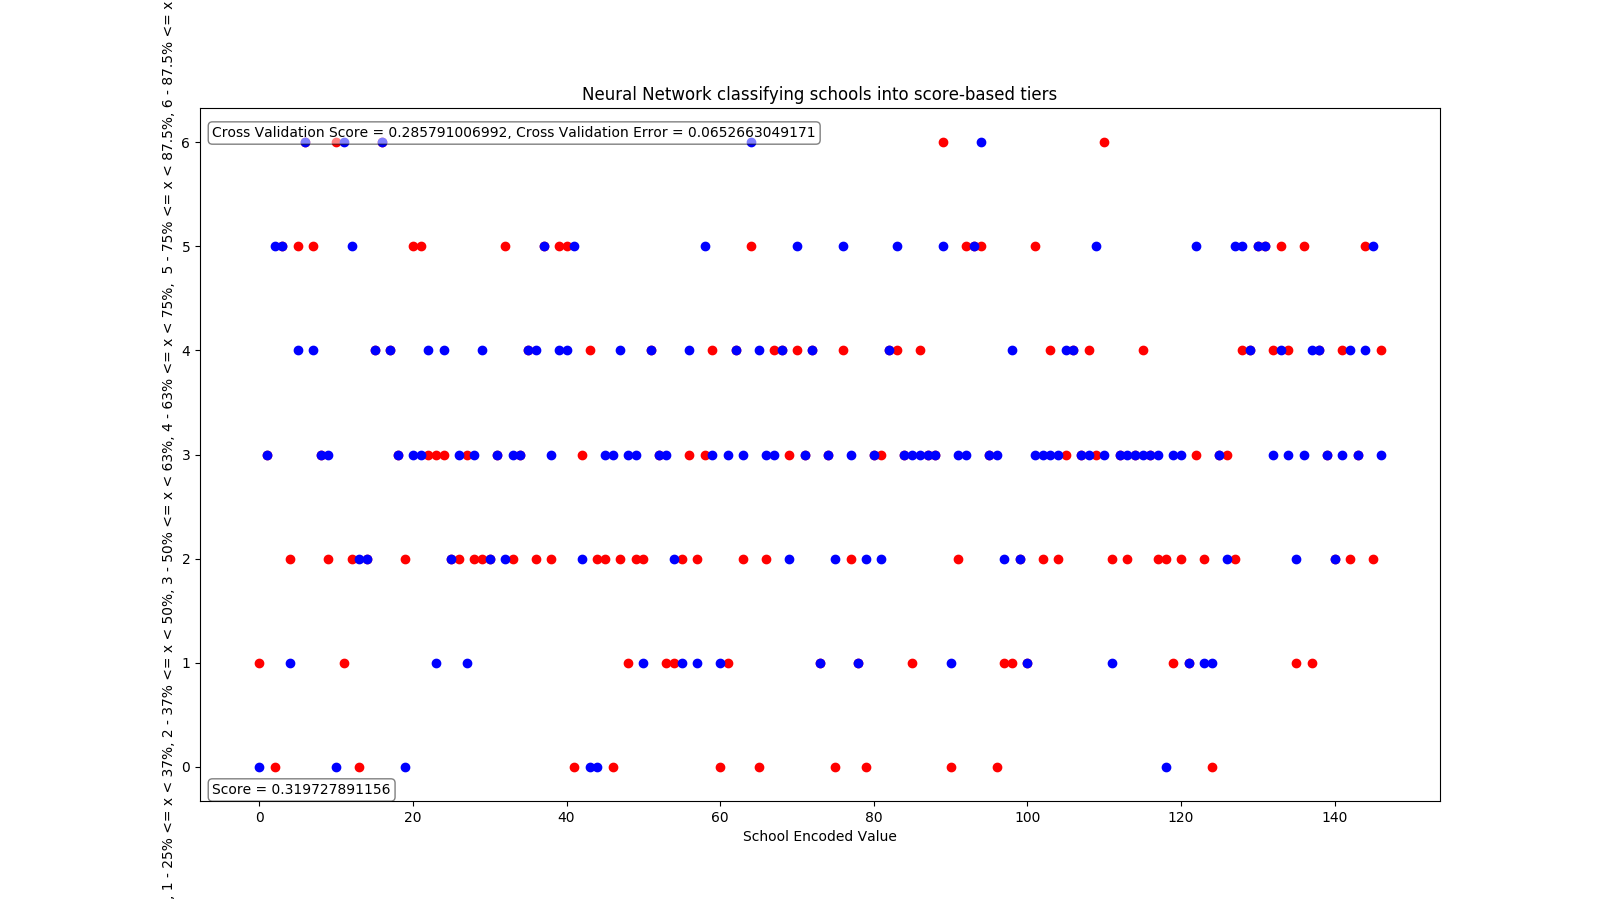 Neural Network classifying schools into score-based tiers
Cross Validation Score = 0.285791006992, Cross Validation Error = 0.0652663049171
, 1 - 25% <= x < 37%, 2 - 37% <= x < 50%, 3 - 50% <= x < 63%, 4 - 63% <= x < 75%,  5 - 75% <= x < 87.5%, 6 - 87.5% <= x
6
5
4
3
2
1
0
Score = 0.319727891156
0 20 40 60 80 100 120 140
School Encoded Value